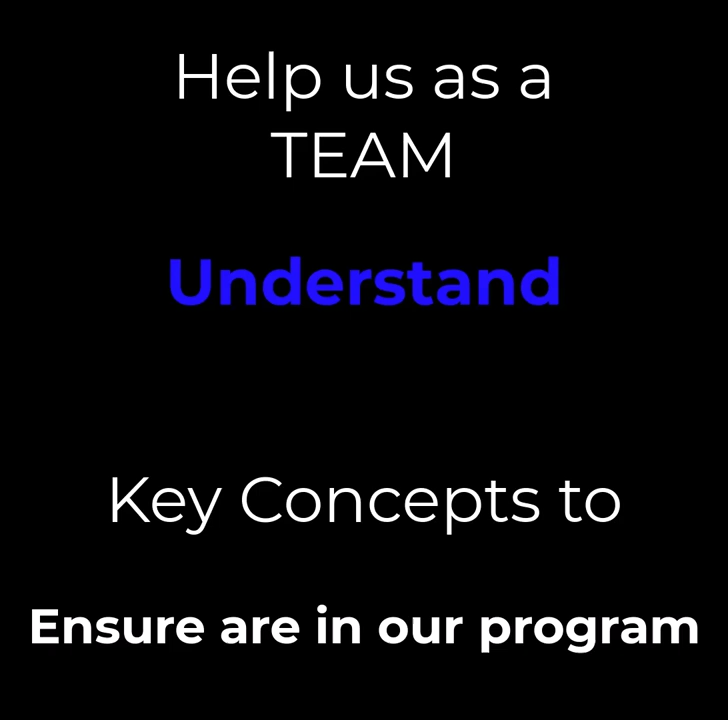 Help us as a
TEAM
Understand
Key Concepts to
Ensure are in our program